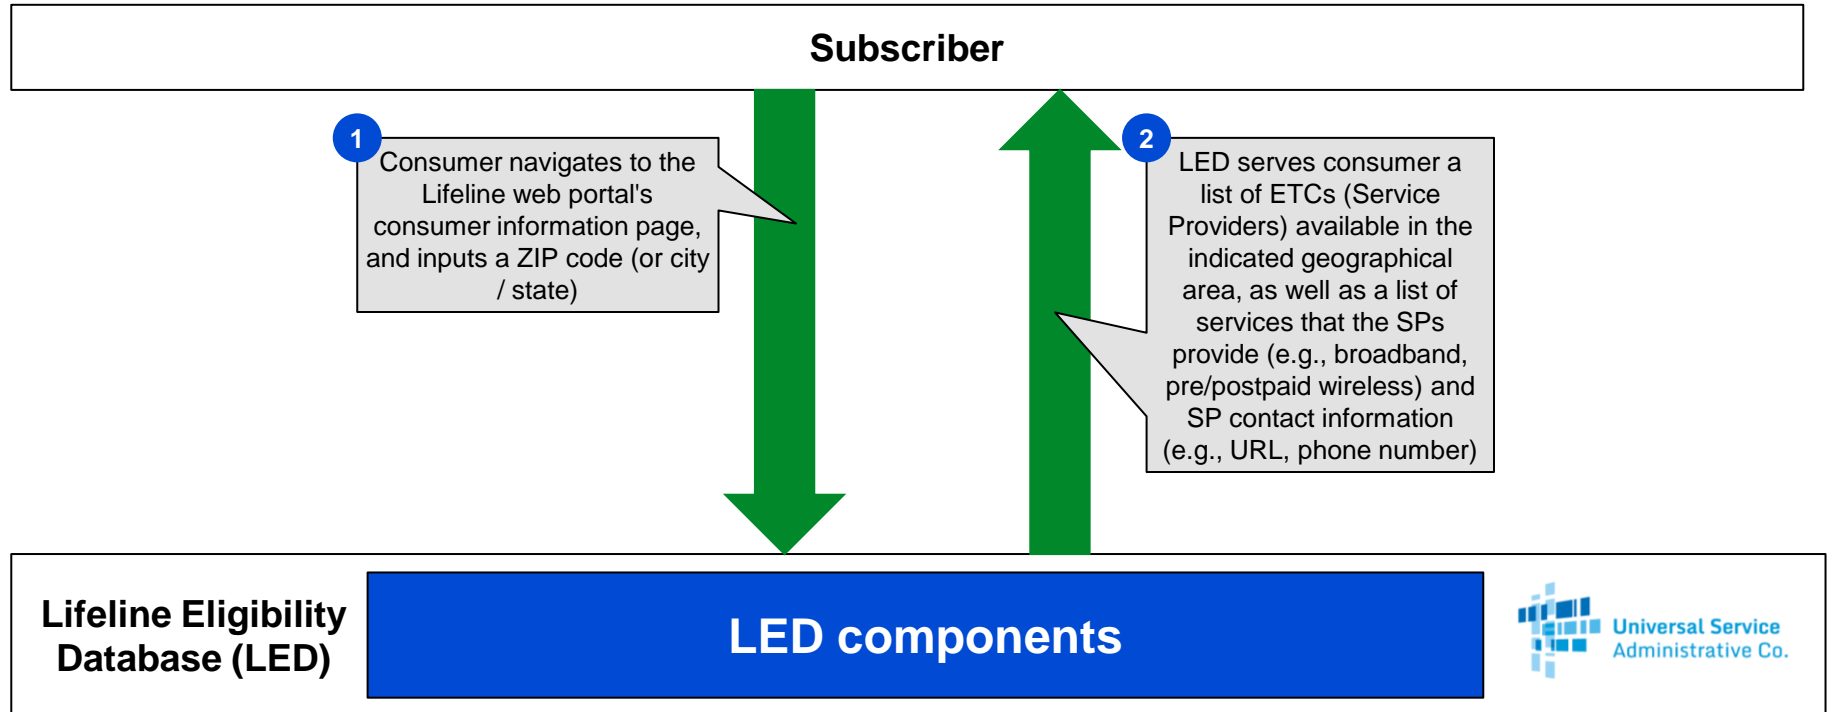 Subscriber
1
Consumer navigates to the
Lifeline web portal's
consumer information page,
and inputs a ZIP code (or city
/ state)
2
LED serves consumer a
list of ETCs (Service
Providers) available in the
indicated geographical
area, as well as a list of
services that the SPs
provide (e.g., broadband,
pre/postpaid wireless) and
SP contact information
(e.g., URL, phone number)
Lifeline Eligibility
Database (LED)
LED components
Universal Service
Administrative Co.